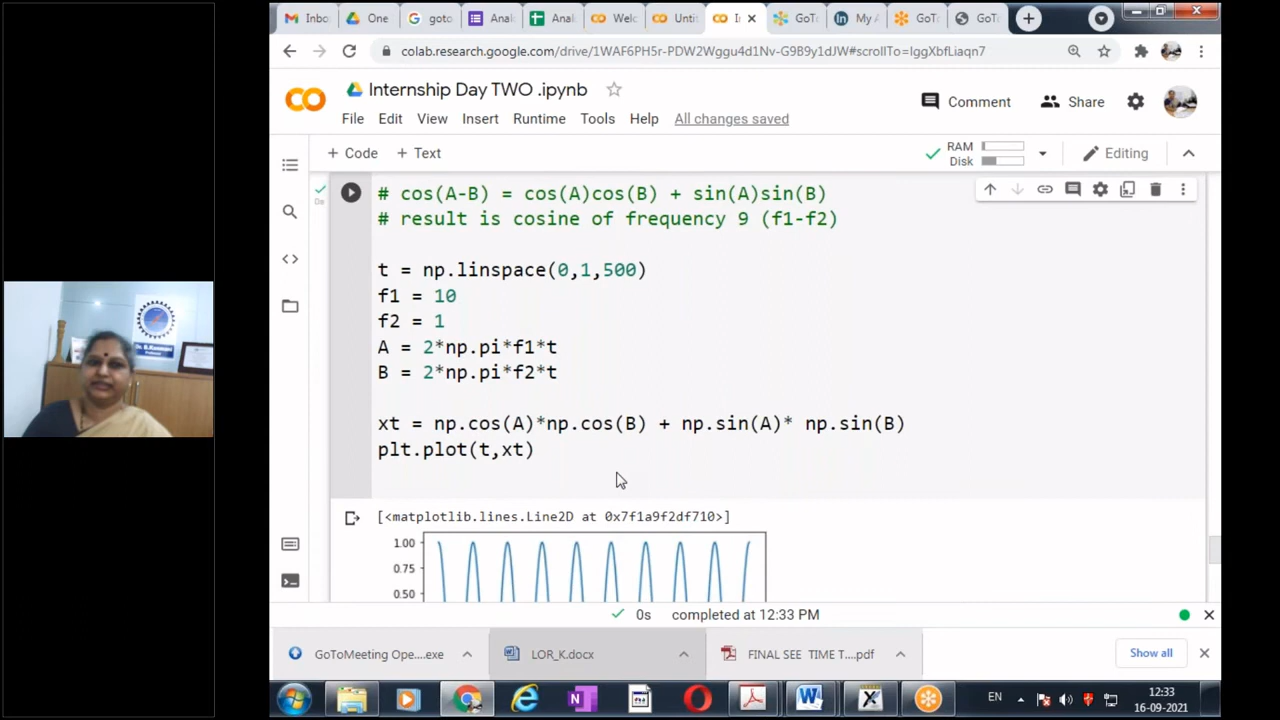 Inbo
One
goto
Anal
Anal
Welc
Unti
GoTo
My A
GoTo
GoT
colab.research.google.com/drive/1WAF6PH5r-PDW2Wggu4d1Nv-G9B9y1dJW#scrollTo=IggXbfLiaqn7
Internship Day TWO .ipynb
Comment
Share
File Edit View Insert Runtime Tools Help All changes saved
+ Code + Text
RAM
Disk
Editing
# cos(A-B) = cos(A)cos(B) + sin(A)sin(B)
# result is cosine of frequency 9 (f1-f2)
t = np.linspace(0,1,500)
f1 = 10
f2 = 1
A = 2*np.pi*f1*t
B = 2*np.pi*f2*t
xt = np.cos(A)*np.cos(B) + np.sin(A)* np.sin(B)
plt.plot(t,xt)
[<matplotlib.lines.Line2D at 0x7f1a9f2df710>]
1.00
0.75
0.50
0s completed at 12:33 PM
GoToMeeting Ope....exe
LOR_K.docx
FINAL SEE TIME T....pdf
Show all
EN
12:33
16-09-2021